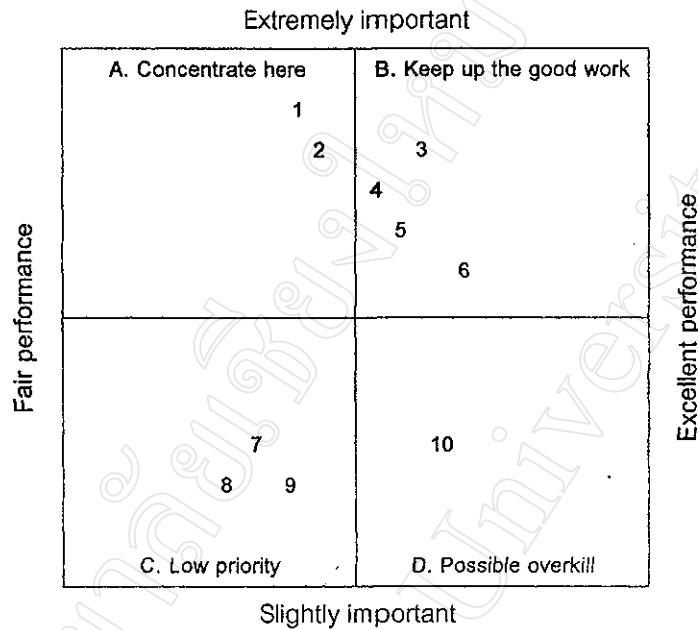 Extremely important
A. Concentrate here
B. Keep up the good work
1
2
3
4
5
6
Fair performance
Excellent performance
7
8
9
10
C. Low priority
D. Possible overkill
Slightly important